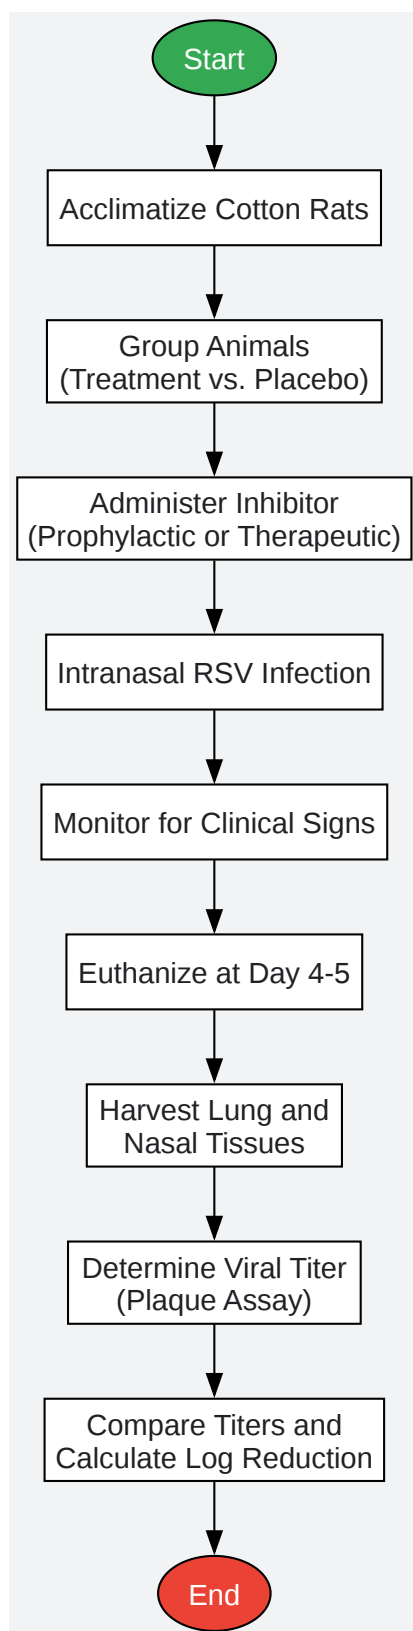 Start
Acclimatize Cotton Rats
Group Animals
(Treatment vs. Placebo)
Administer Inhibitor
(Prophylactic or Therapeutic)
Intranasal RSV Infection
Monitor for Clinical Signs
Euthanize at Day 4-5
Harvest Lung and
Nasal Tissues
Determine Viral Titer
(Plaque Assay)
Compare Titers and
Calculate Log Reduction
End